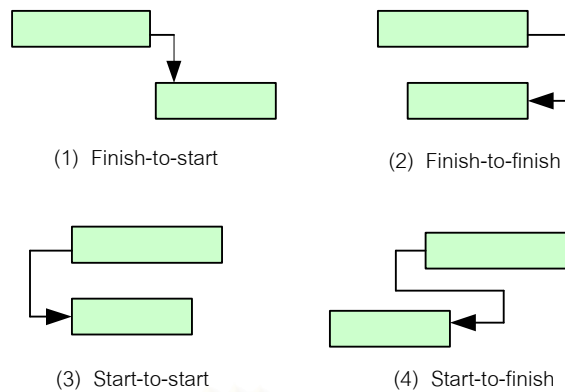 (1) Finish-to-start
(2) Finish-to-finish
(3) Start-to-start
(4) Start-to-finish